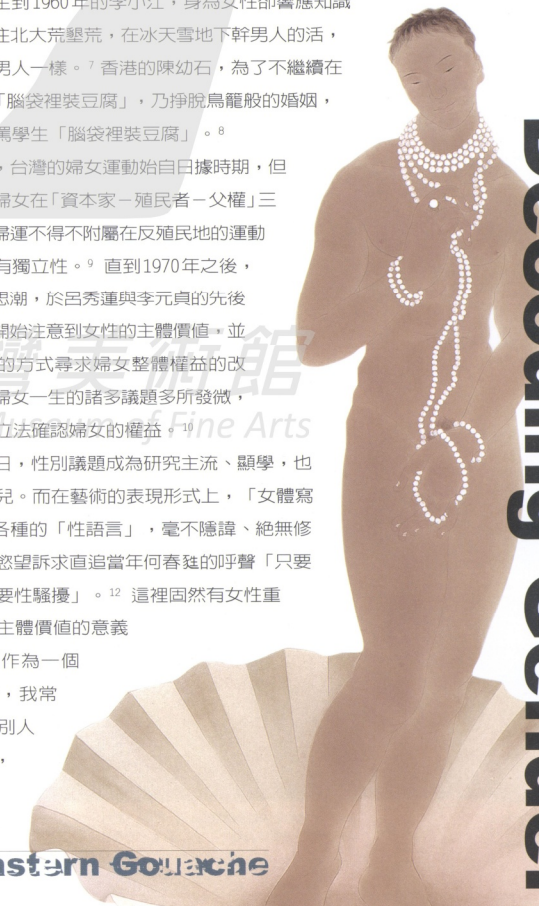 生到1960年的李小江，身為女性卻響應知識
往北大荒墾荒，在冰天雪地下幹男人的活，
男人一樣。⁷ 香港的陳幼石，為了不繼續在
「腦袋裡裝豆腐」，乃掙脫鳥籠般的婚姻，
罵學生「腦袋裡裝豆腐」。⁸
，台灣的婦女運動始自日據時期，但
婦女在「資本家－殖民者－父權」三
婦運不得不附屬在反殖民地的運動
有獨立性。⁹ 直到1970年之後，
思潮，於呂秀蓮與李元貞的先後
開始注意到女性的主體價值，並
的方式尋求婦女整體權益的改
婦女一生的諸多議題多所發微，
立法確認婦女的權益。¹⁰
日，性別議題成為研究主流、顯學，也
兒。而在藝術的表現形式上，「女體寫
各種的「性語言」，毫不隱諱、絕無修
慾望訴求直追當年何春蕤的呼聲「只要
要性騷擾」。¹² 這裡固然有女性重
主體價值的意義
作為一個
，我常
別人
，
灣美術館
Museum of Fine Arts
astern Gouache